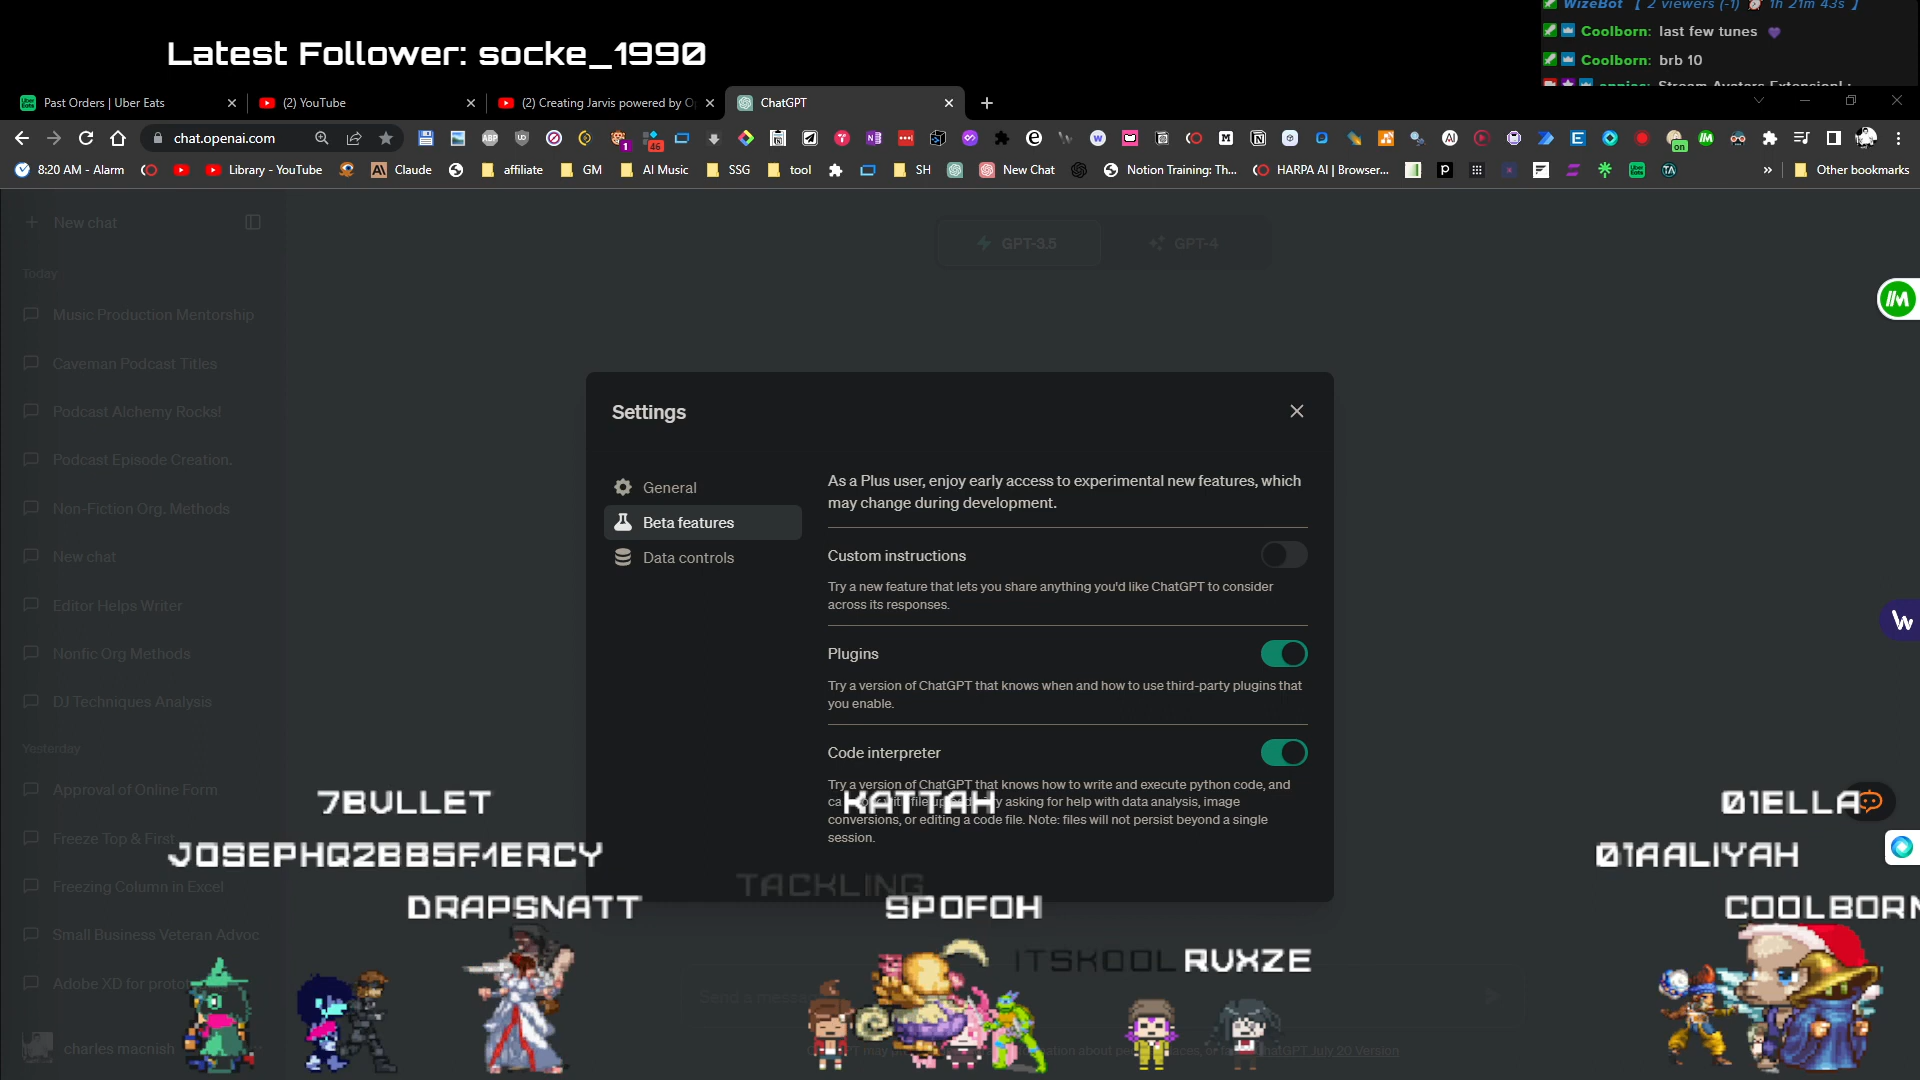 WizeBot [ 2 viewers (-1) 1h 21m 43s ]
Latest Follower: socke_1990
Coolborn: last few tunes
Coolborn: brb 10
Past Orders | Uber Eats
(2) YouTube
(2) Creating Jarvis powered by O
ChatGPT
chat.openai.com
8:20 AM - Alarm
Library - YouTube
Claude
affiliate
GM
AI Music
SSG
tool
SH
New Chat
Notion Training: Th...
HARPA AI | Browser...
Other bookmarks
New chat
GPT-3.5
GPT-4
Today
Music Production Mentorship
Caveman Podcast Titles
Podcast Alchemy Rocks!
Podcast Episode Creation.
Non-Fiction Org. Methods
New chat
Editor Helps Writer
Nonfic Org Methods
DJ Techniques Analysis
Yesterday
Approval of Online Form
Freeze Top & First
Freezing Column in Excel
Small Business Veteran Advoc
Adobe XD for protot
charles macnish
Settings
General
Beta features
Data controls
As a Plus user, enjoy early access to experimental new features, which
may change during development.
Custom instructions
Try a new feature that lets you share anything you'd like ChatGPT to consider
across its responses.
Plugins
Try a version of ChatGPT that knows when and how to use third-party plugins that
you enable.
Code interpreter
Try a version of ChatGPT that knows how to write and execute python code, and
asking for help with data analysis, image
conversions, or editing a code file. Note: files will not persist beyond a single
session.
7BULLET
KATTAH
01ELLA
01AALIYAH
TACKLING
DRAPSNATT
SPOFOH
COOLBORN
ITSKOOL
RUXZE
Send a messa
ChatGPT July 20 Version